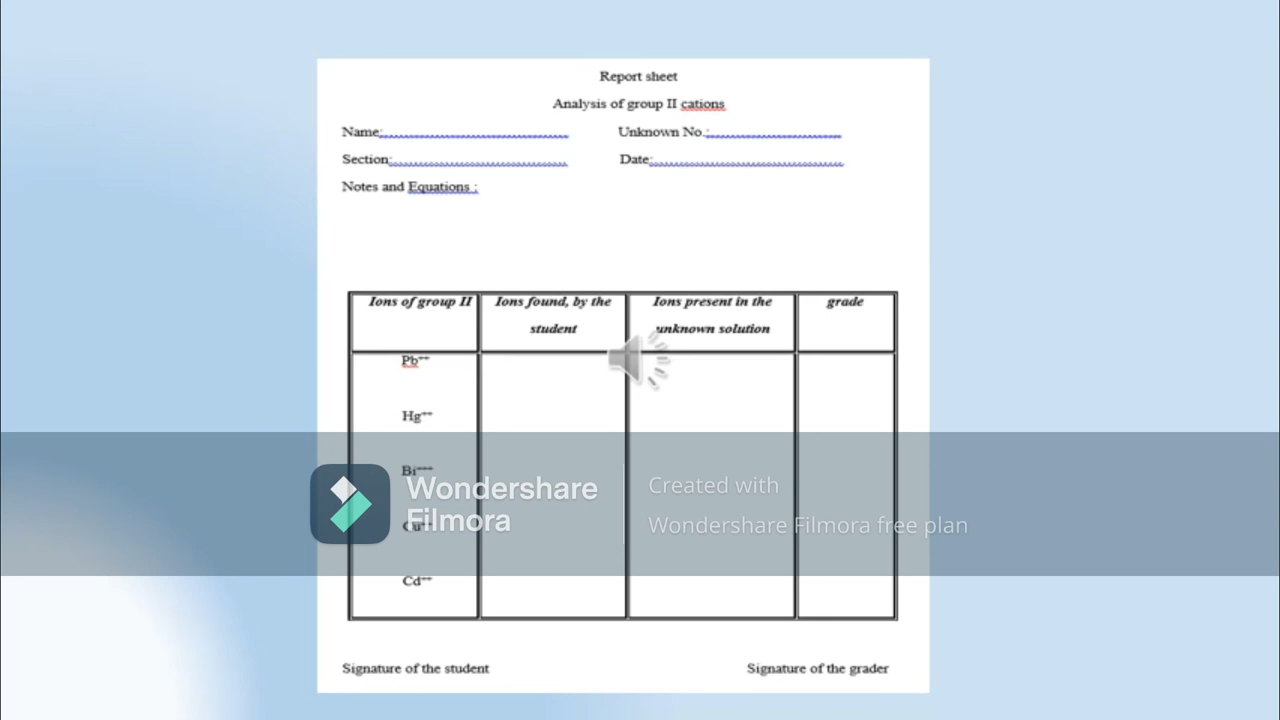 Report sheet
Analysis of group II cations
Name: Unknown No.:
Section: Date:
Notes and Equations :
Ions of group II Ions found, by the student Ions present in the unknown solution grade
Pb++
Hg++
Bi+++
Cu++
Cd++
Wondershare
Filmora
Created with
Wondershare Filmora free plan
Signature of the student Signature of the grader